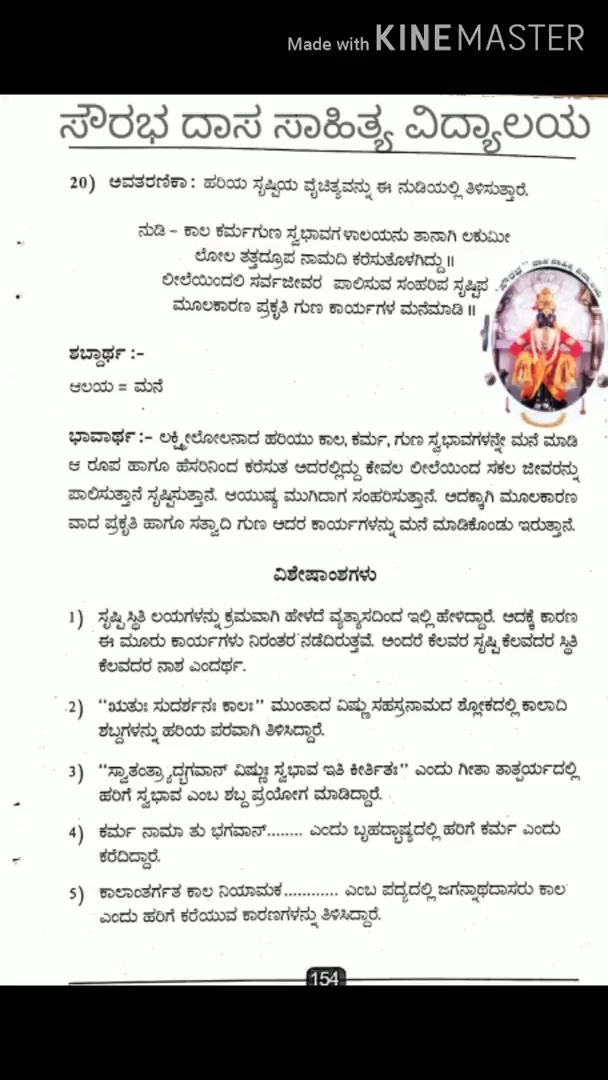 Made with KINEMASTER
ಸೌರಭ ದಾಸ ಸಾಹಿತ್ಯ ವಿದ್ಯಾಲಯ
20) ಅವತರಣಿಕಾ : ಹರಿಯ ಸೃಷ್ಟಿಯ ವೈಚಿತ್ಯವನ್ನು ಈ ನುಡಿಯಲ್ಲಿ ತಿಳಿಸುತ್ತಾರೆ.
ನುಡಿ - ಕಾಲ ಕರ್ಮಗುಣ ಸ್ವಭಾವಗಳಾಲಯನು ತಾನಾಗಿ ಲಕುಮೀ
ಲೋಲ ತತ್ತದ್ರೂಪ ನಾಮದಿ ಕರೆಸುತೊಳಗಿದ್ದು ॥
ಲೀಲೆಯಿಂದಲಿ ಸರ್ವಜೀವರ ಪಾಲಿಸುವ ಸಂಹರಿಪ ಸೃಷ್ಟಿಪ
ಮೂಲಕಾರಣ ಪ್ರಕೃತಿ ಗುಣ ಕಾರ್ಯಗಳ ಮನೆಮಾಡಿ ॥
ಶಬ್ದಾರ್ಥ :-
ಆಲಯ = ಮನೆ
ಭಾವಾರ್ಥ :- ಲಕ್ಷ್ಮೀಲೋಲನಾದ ಹರಿಯು ಕಾಲ, ಕರ್ಮ, ಗುಣ ಸ್ವಭಾವಗಳನ್ನೇ ಮನೆ ಮಾಡಿ
ಆ ರೂಪ ಹಾಗೂ ಹೆಸರಿನಿಂದ ಕರೆಸುತ ಅದರಲ್ಲಿದ್ದು ಕೇವಲ ಲೀಲೆಯಿಂದ ಸಕಲ ಜೀವರನ್ನು
ಪಾಲಿಸುತ್ತಾನೆ ಸೃಷ್ಟಿಸುತ್ತಾನೆ. ಆಯುಷ್ಯ ಮುಗಿದಾಗ ಸಂಹರಿಸುತ್ತಾನೆ. ಅದಕ್ಕಾಗಿ ಮೂಲಕಾರಣ
ವಾದ ಪ್ರಕೃತಿ ಹಾಗೂ ಸತ್ವಾದಿ ಗುಣ ಅದರ ಕಾರ್ಯಗಳನ್ನು ಮನೆ ಮಾಡಿಕೊಂಡು ಇರುತ್ತಾನೆ.
ವಿಶೇಷಾಂಶಗಳು
1) ಸೃಷ್ಟಿ ಸ್ಥಿತಿ ಲಯಗಳನ್ನು ಕ್ರಮವಾಗಿ ಹೇಳದೆ ವ್ಯತ್ಯಾಸದಿಂದ ಇಲ್ಲಿ ಹೇಳಿದ್ದಾರೆ. ಅದಕ್ಕೆ ಕಾರಣ
ಈ ಮೂರು ಕಾರ್ಯಗಳು ನಿರಂತರ ನಡೆದಿರುತ್ತವೆ. ಅಂದರೆ ಕೆಲವರ ಸೃಷ್ಟಿ ಕೆಲವದರ ಸ್ಥಿತಿ
ಕೆಲವದರ ನಾಶ ಎಂದರ್ಥ.
2) "ಋತುಃ ಸುದರ್ಶನಃ ಕಾಲಃ" ಮುಂತಾದ ವಿಷ್ಣು ಸಹಸ್ರನಾಮದ ಶ್ಲೋಕದಲ್ಲಿ ಕಾಲಾದಿ
ಶಬ್ದಗಳನ್ನು ಹರಿಯ ಪರವಾಗಿ ತಿಳಿಸಿದ್ದಾರೆ.
3) "ಸ್ವಾತಂತ್ರ್ಯಾದ್ಭಗವಾನ್ ವಿಷ್ಣುಃ ಸ್ವಭಾವ ಇತಿ ಕೀರ್ತಿತಃ" ಎಂದು ಗೀತಾ ತಾತ್ಪರ್ಯದಲ್ಲಿ
ಹರಿಗೆ ಸ್ವಭಾವ ಎಂಬ ಶಬ್ದ ಪ್ರಯೋಗ ಮಾಡಿದ್ದಾರೆ.
4) ಕರ್ಮ ನಾಮಾ ತು ಭಗವಾನ್........ ಎಂದು ಬೃಹದ್ಭಾಷ್ಯದಲ್ಲಿ ಹರಿಗೆ ಕರ್ಮ ಎಂದು
ಕರೆದಿದ್ದಾರೆ.
5) ಕಾಲಾಂತರ್ಗತ ಕಾಲ ನಿಯಾಮಕ............ ಎಂಬ ಪದ್ಯದಲ್ಲಿ ಜಗನ್ನಾಥದಾಸರು ಕಾಲ
ಎಂದು ಹರಿಗೆ ಕರೆಯುವ ಕಾರಣಗಳನ್ನು ತಿಳಿಸಿದ್ದಾರೆ.
154